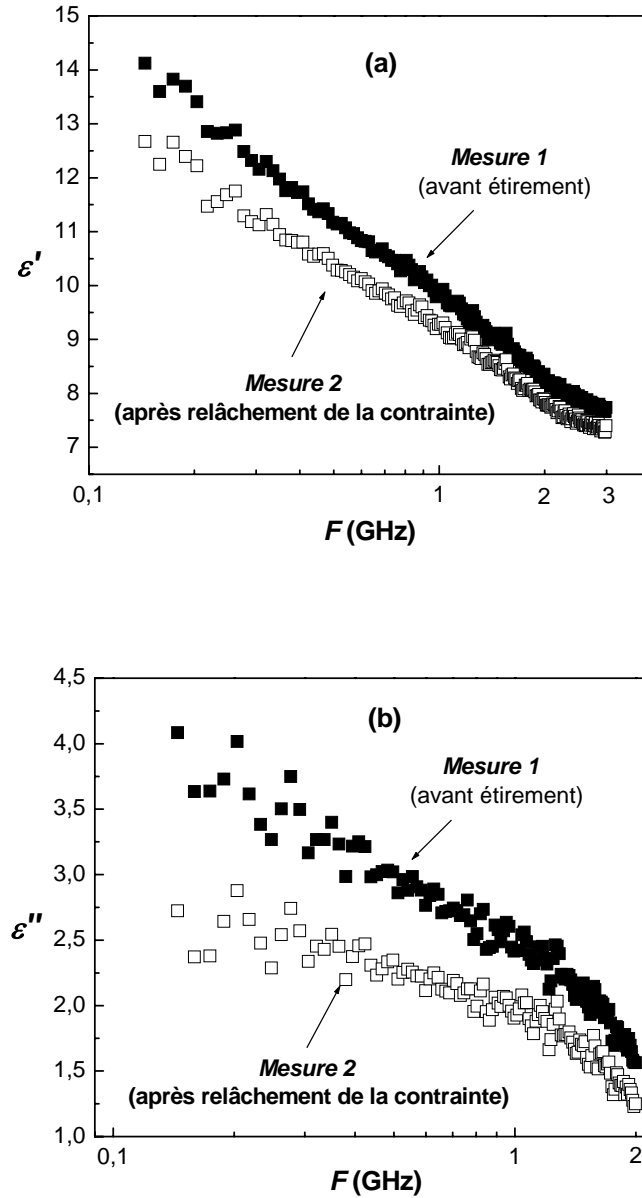 15
14
13
12
11
10
9
8
7
ε'
(a)
Mesure 1
(avant étirement)
Mesure 2
(après relâchement de la contrainte)
0,1
1
2
3
F (GHz)
4,5
4,0
3,5
3,0
2,5
2,0
1,5
1,0
ε"
(b)
Mesure 1
(avant étirement)
Mesure 2
(après relâchement de la contrainte)
0,1
1
2
F (GHz)